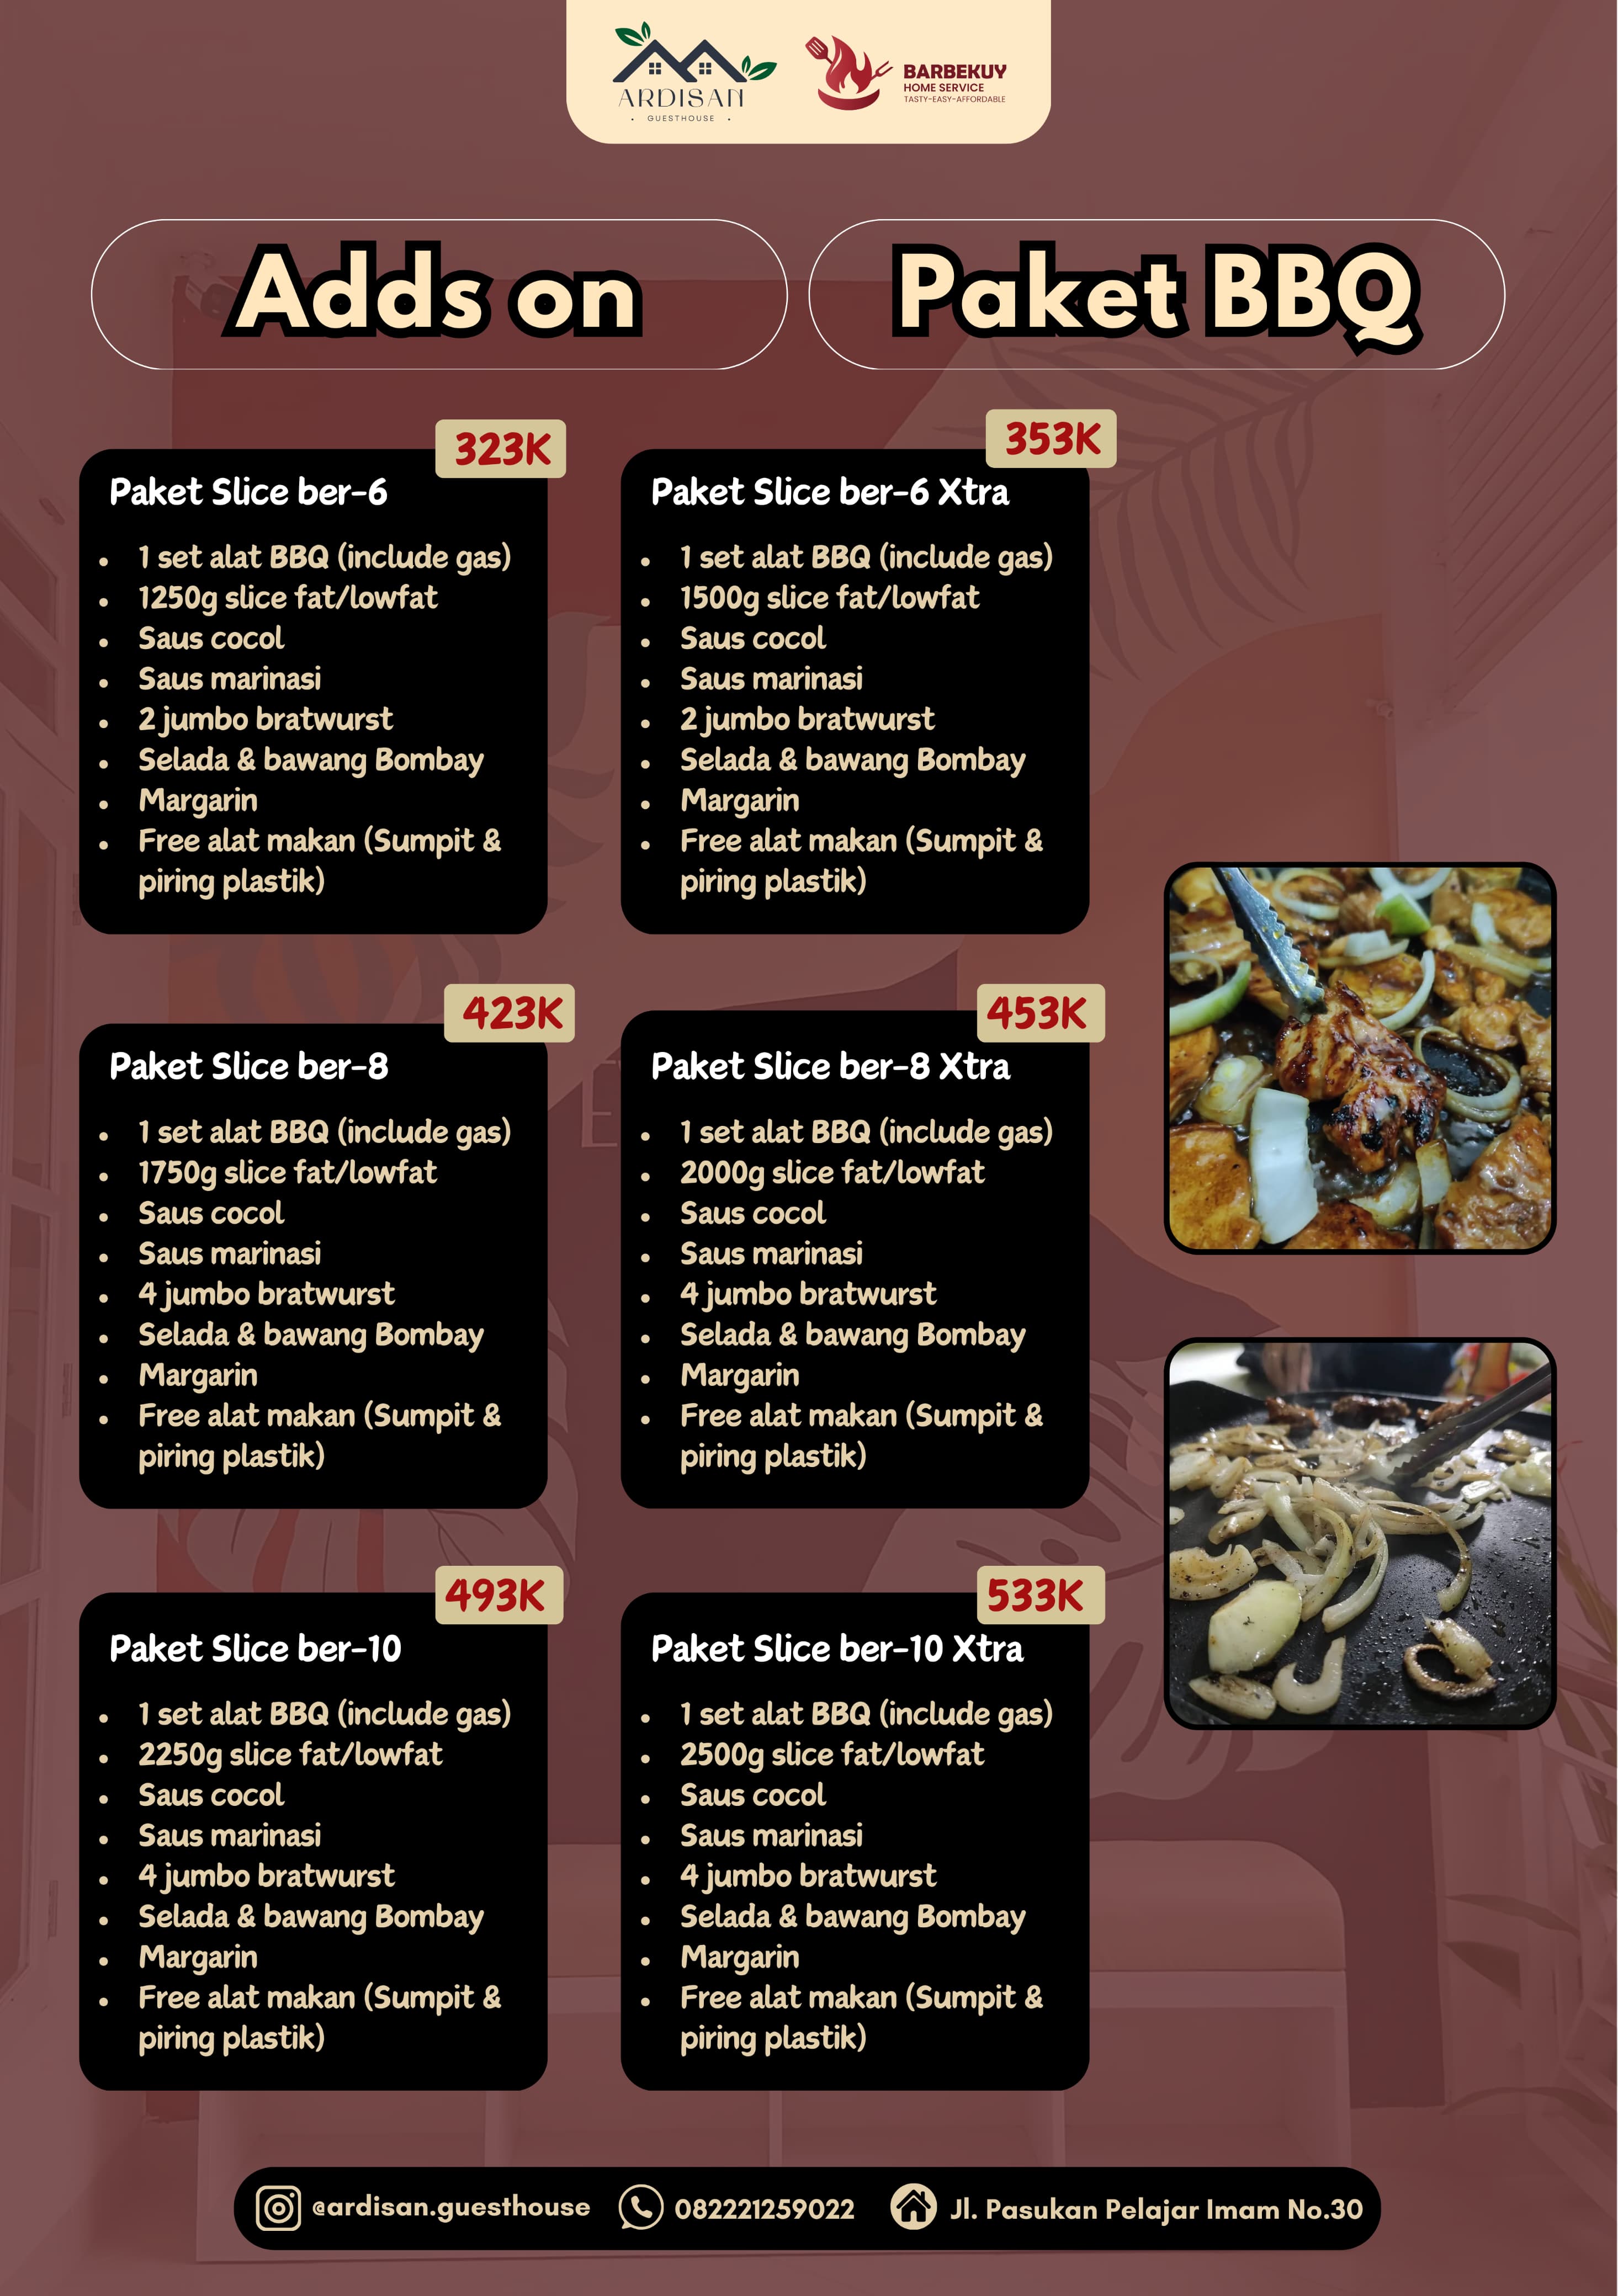 ARDISAN
• GUESTHOUSE •
BARBEKUY
HOME SERVICE
TASTY-EASY-AFFORDABLE
Adds on
Paket BBQ
323K
Paket Slice ber-6
• 1 set alat BBQ (include gas)
• 1250g slice fat/lowfat
• Saus cocol
• Saus marinasi
• 2 jumbo bratwurst
• Selada & bawang Bombay
• Margarin
• Free alat makan (Sumpit &
piring plastik)
353K
Paket Slice ber-6 Xtra
• 1 set alat BBQ (include gas)
• 1500g slice fat/lowfat
• Saus cocol
• Saus marinasi
• 2 jumbo bratwurst
• Selada & bawang Bombay
• Margarin
• Free alat makan (Sumpit &
piring plastik)
423K
Paket Slice ber-8
• 1 set alat BBQ (include gas)
• 1750g slice fat/lowfat
• Saus cocol
• Saus marinasi
• 4 jumbo bratwurst
• Selada & bawang Bombay
• Margarin
• Free alat makan (Sumpit &
piring plastik)
453K
Paket Slice ber-8 Xtra
• 1 set alat BBQ (include gas)
• 2000g slice fat/lowfat
• Saus cocol
• Saus marinasi
• 4 jumbo bratwurst
• Selada & bawang Bombay
• Margarin
• Free alat makan (Sumpit &
piring plastik)
493K
Paket Slice ber-10
• 1 set alat BBQ (include gas)
• 2250g slice fat/lowfat
• Saus cocol
• Saus marinasi
• 4 jumbo bratwurst
• Selada & bawang Bombay
• Margarin
• Free alat makan (Sumpit &
piring plastik)
533K
Paket Slice ber-10 Xtra
• 1 set alat BBQ (include gas)
• 2500g slice fat/lowfat
• Saus cocol
• Saus marinasi
• 4 jumbo bratwurst
• Selada & bawang Bombay
• Margarin
• Free alat makan (Sumpit &
piring plastik)
@ardisan.guesthouse
082221259022
Jl. Pasukan Pelajar Imam No.30